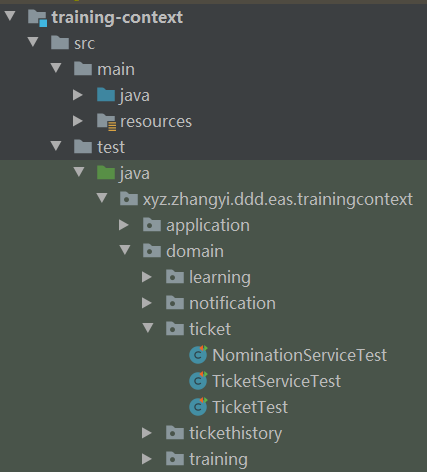 training-context
src
main
java
resources
test
java
xyz.zhangyi.ddd.eas.trainingcontext
application
domain
learning
notification
ticket
NominationServiceTest
TicketServiceTest
TicketTest
tickethistory
training